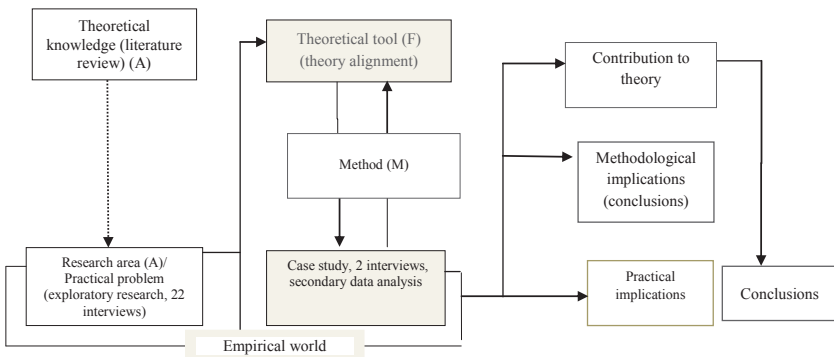 Theoretical
knowledge (literature
review) (A)
Theoretical tool (F)
(theory alignment)
Contribution to
theory
Method (M)
Methodological
implications
(conclusions)
Research area (A)/
Practical problem
(exploratory research, 22
interviews)
Case study, 2 interviews,
secondary data analysis
Practical
implications
Conclusions
Empirical world